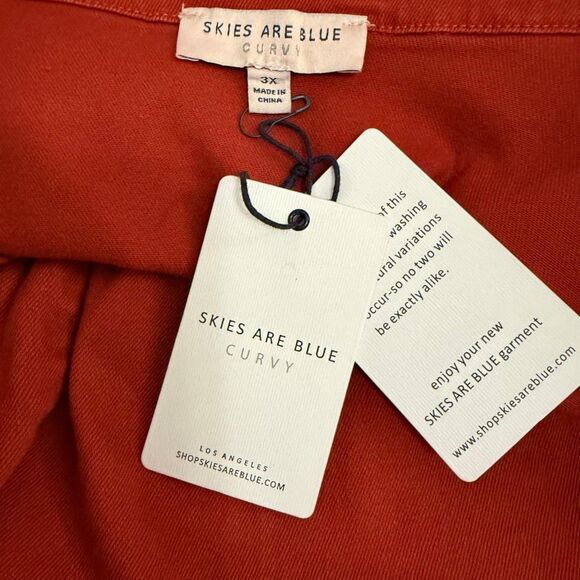 SKIES ARE BLUE
CURVY
3X
MADE IN
CHINA
SKIES ARE BLUE
CURVY
LOS ANGELES
SHOPSKIESAREBLUE.COM
of this
washing
variations
occur-so no two will
be exactly alike.
enjoy your new
SKIES ARE BLUE garment
www.shopskiesareblue.com